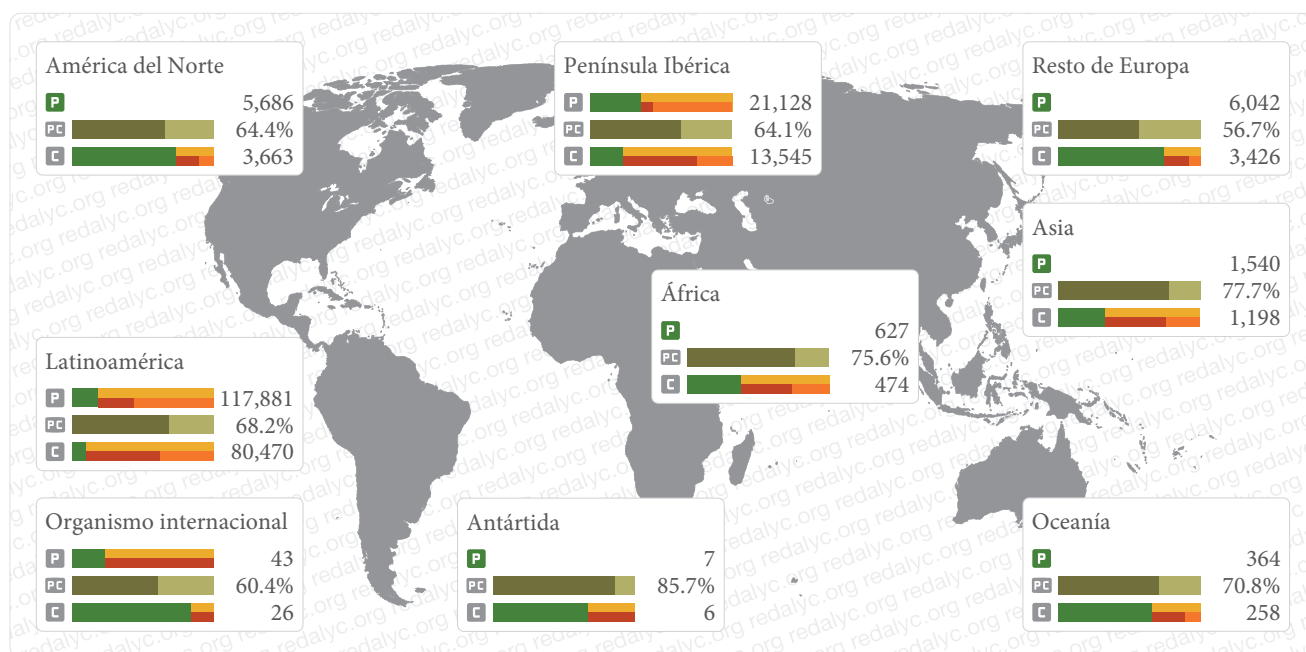 América del Norte
P 5,686
PC 64.4%
C 3,663
Península Ibérica
P 21,128
PC 64.1%
C 13,545
Resto de Europa
P 6,042
PC 56.7%
C 3,426
Asia
P 1,540
PC 77.7%
C 1,198
África
P 627
PC 75.6%
C 474
Latinoamérica
P 117,881
PC 68.2%
C 80,470
Organismo internacional
P 43
PC 60.4%
C 26
Antártida
P 7
PC 85.7%
C 6
Oceanía
P 364
PC 70.8%
C 258
redalyc.org